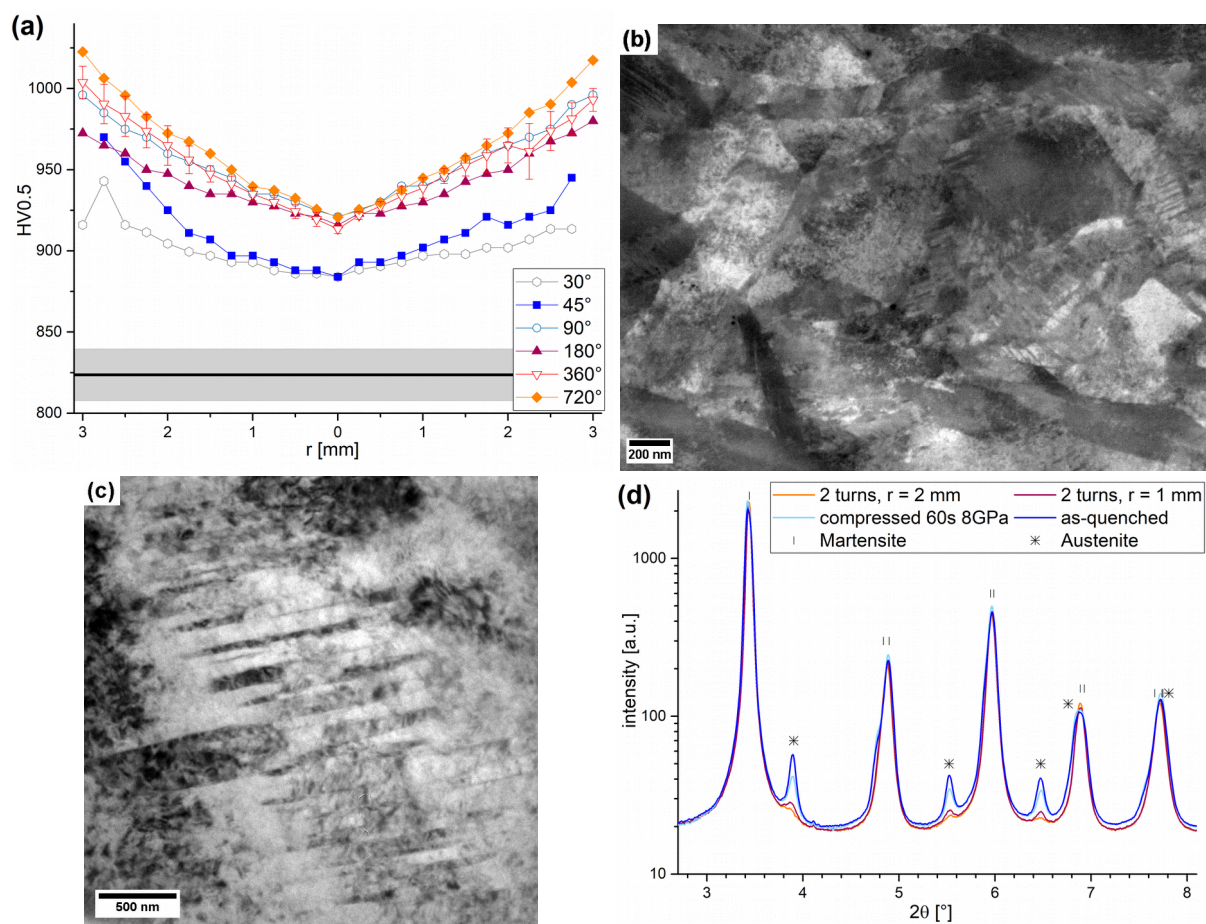 (a)
1000
950
900
850
800
HV0.5
3 2 1 0 1 2 3
r [mm]
30°
45°
90°
180°
360°
720°
(b)
200 nm
(c)
500 nm
(d)
2 turns, r = 2 mm 2 turns, r = 1 mm
compressed 60s 8GPa as-quenched
Martensite Austenite
1000
100
10
intensity [a.u.]
3 4 5 6 7 8
2θ [°]